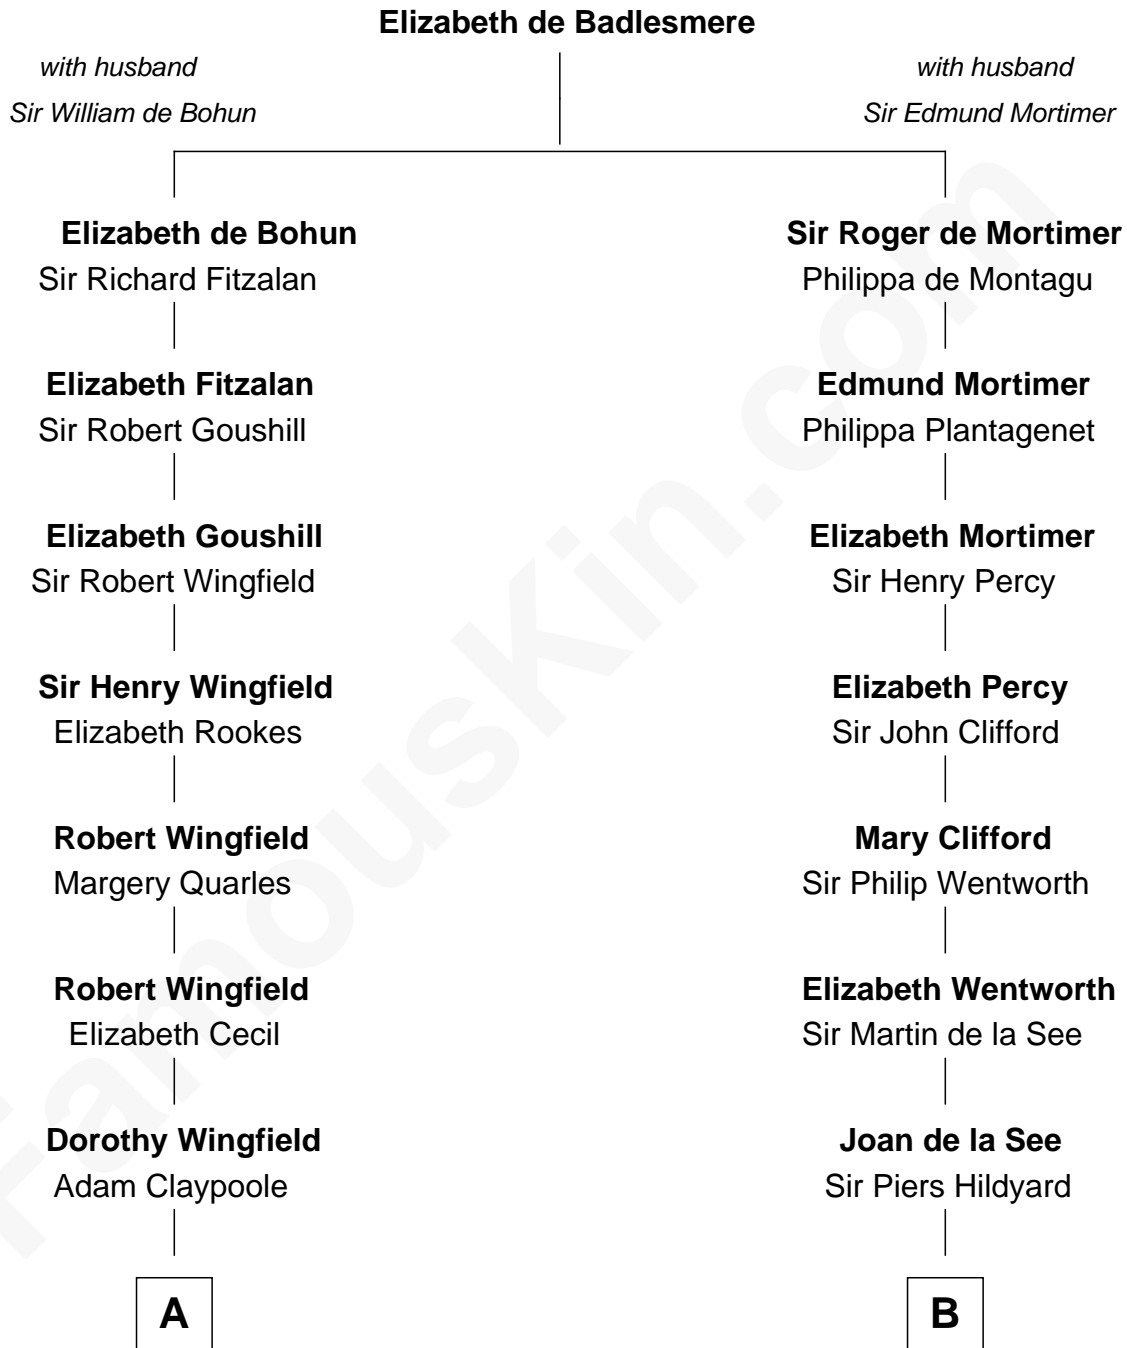 Elizabeth de Badlesmere
with husband
Sir William de Bohun
with husband
Sir Edmund Mortimer
Elizabeth de Bohun
Sir Richard Fitzalan
Sir Roger de Mortimer
Philippa de Montagu
Elizabeth Fitzalan
Sir Robert Goushill
Edmund Mortimer
Philippa Plantagenet
Elizabeth Goushill
Sir Robert Wingfield
Elizabeth Mortimer
Sir Henry Percy
Sir Henry Wingfield
Elizabeth Rookes
Elizabeth Percy
Sir John Clifford
Robert Wingfield
Margery Quarles
Mary Clifford
Sir Philip Wentworth
Robert Wingfield
Elizabeth Cecil
Elizabeth Wentworth
Sir Martin de la See
Dorothy Wingfield
Adam Claypoole
Joan de la See
Sir Piers Hildyard
A
B
FamousKin.com